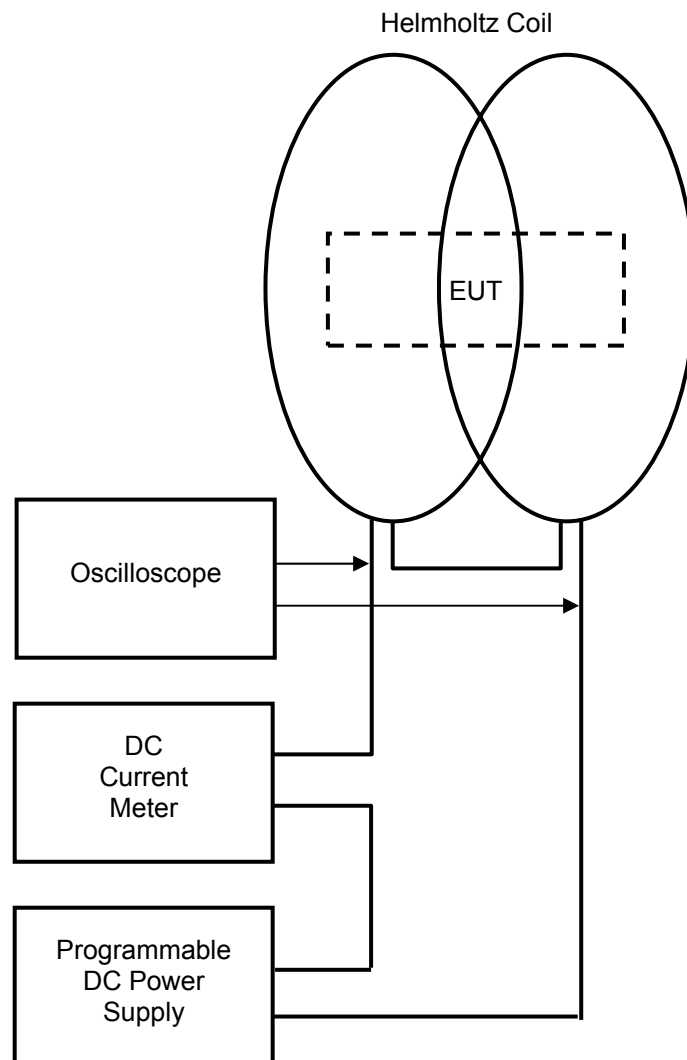 Helmholtz Coil
EUT
Oscilloscope
DC
Current
Meter
Programmable
DC Power
Supply